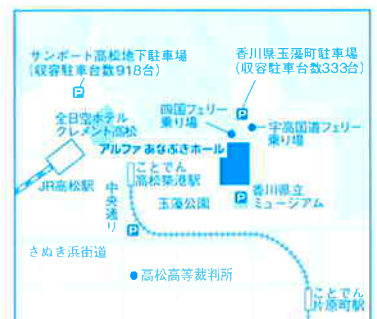 サンポート高松地下駐車場
(収容駐車台数918台)
香川県玉藻町駐車場
(収容駐車台数333台)
P
P
全日空ホテル
クレメント高松
四国フェリー
乗り場
宇高国道フェリー
乗り場
アルファあなぶきホール
JR高松駅
ことでん
高松築港駅
中央通り
玉藻公園
P
香川県立
ミュージアム
P
さぬき浜街道
高松高等裁判所
ことでん
片原町駅